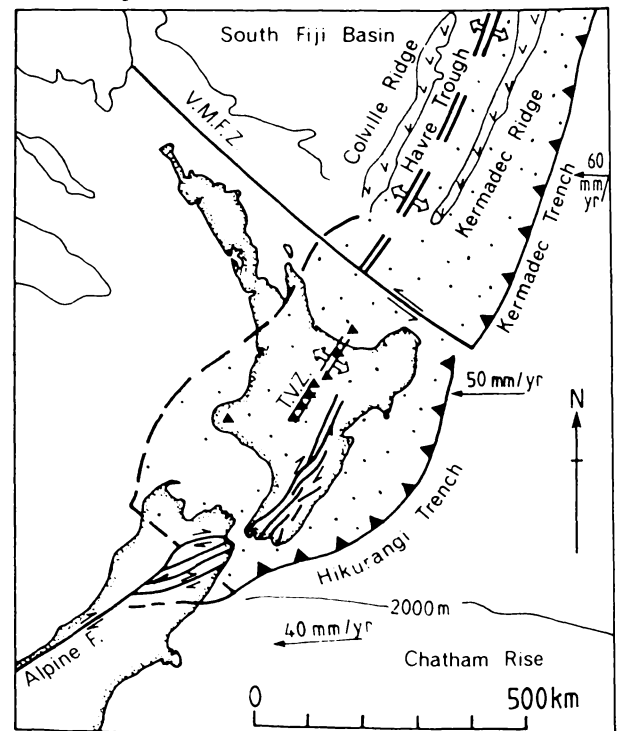 South Fiji Basin
V.M.F.Z
Colville Ridge
Havre Trough
Kermadec Ridge
Kermadec Trench
60
mm
yr
T.V.Z.
50 mm/yr
N
Hikurangi Trench
2000m
40 mm/yr
Alpine F.
Chatham Rise
0
500km